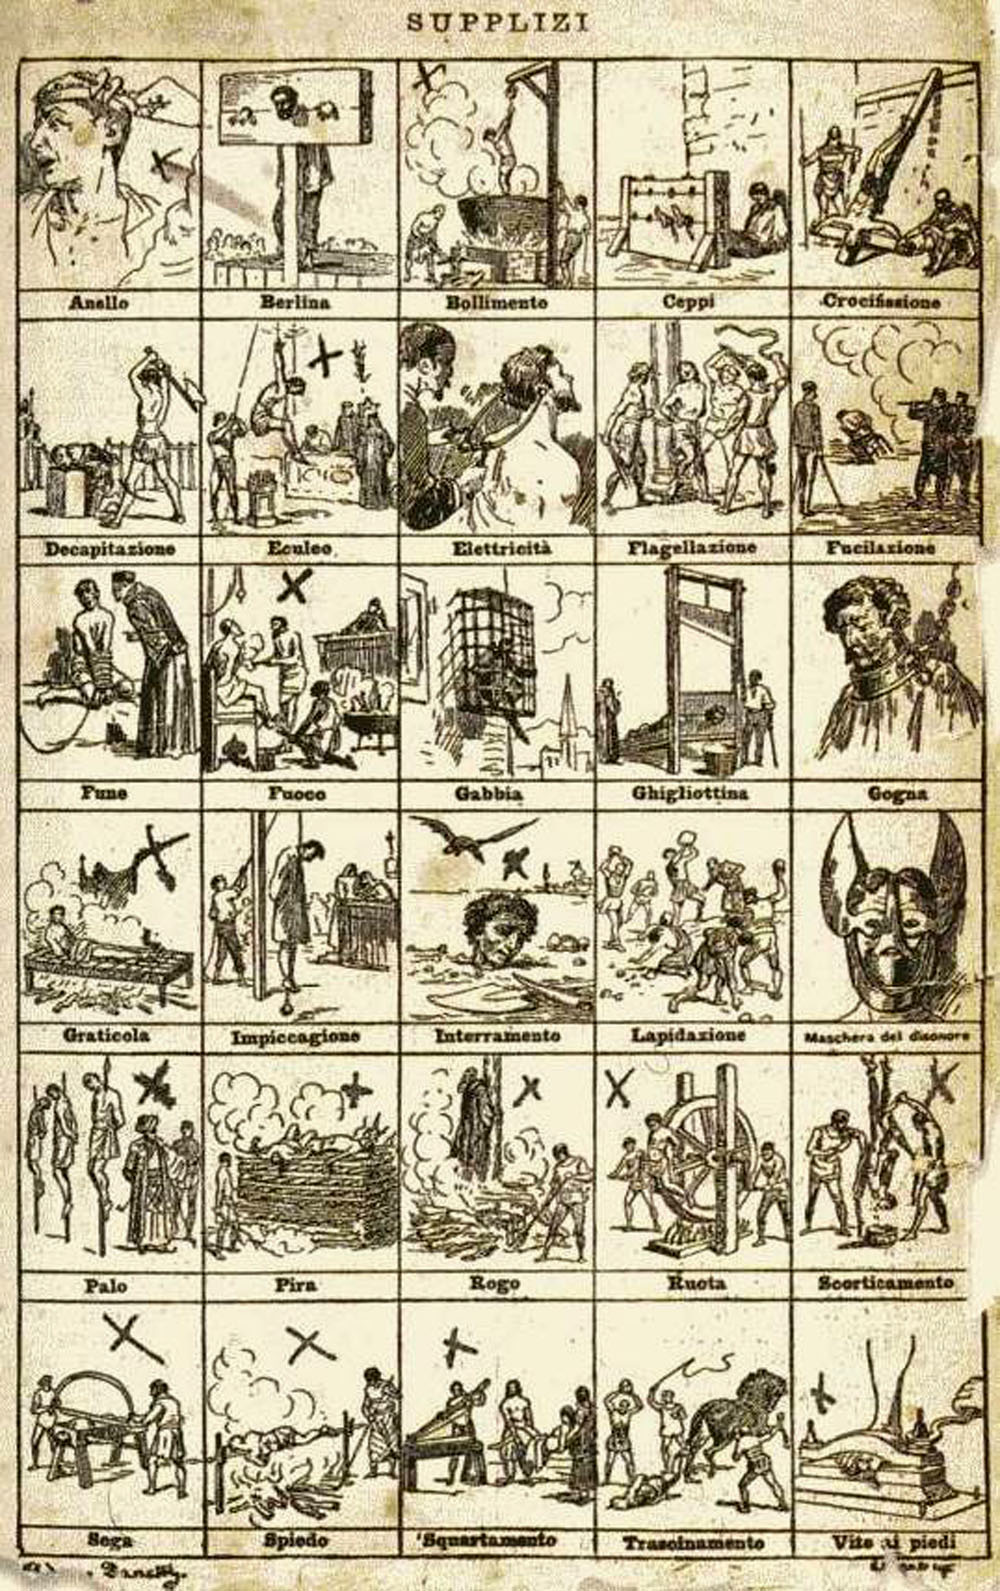 SUPPLIZI
Anello Berlina Bollimento Ceppi Crocifissione
Decapitazione Eculeo Elettricità Flagellazione Fucilazione
Fune Fuoco Gabbia Ghigliottina Gogna
Graticola Impiccagione Interramento Lapidazione Maschera del disonore
Palo Pira Rogo Ruota Scorticamento
Sega Spiedo Squartamento Trascinamento Vite ai piedi